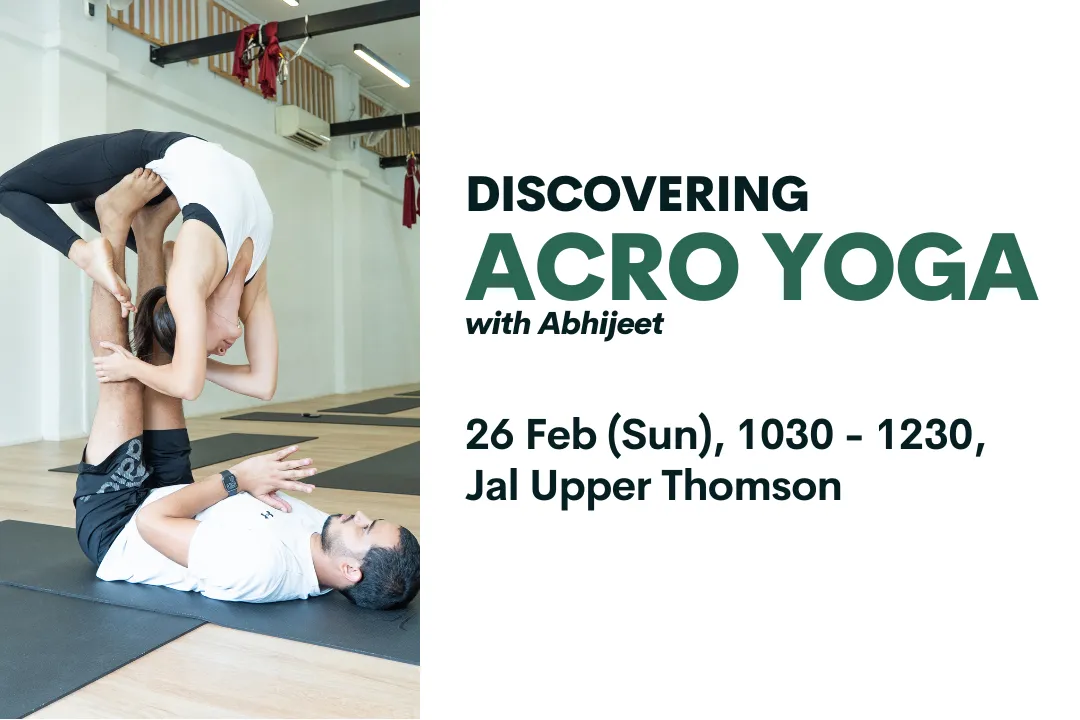 DISCOVERING
ACRO YOGA
with Abhijeet
26 Feb (Sun), 1030 - 1230,
Jal Upper Thomson